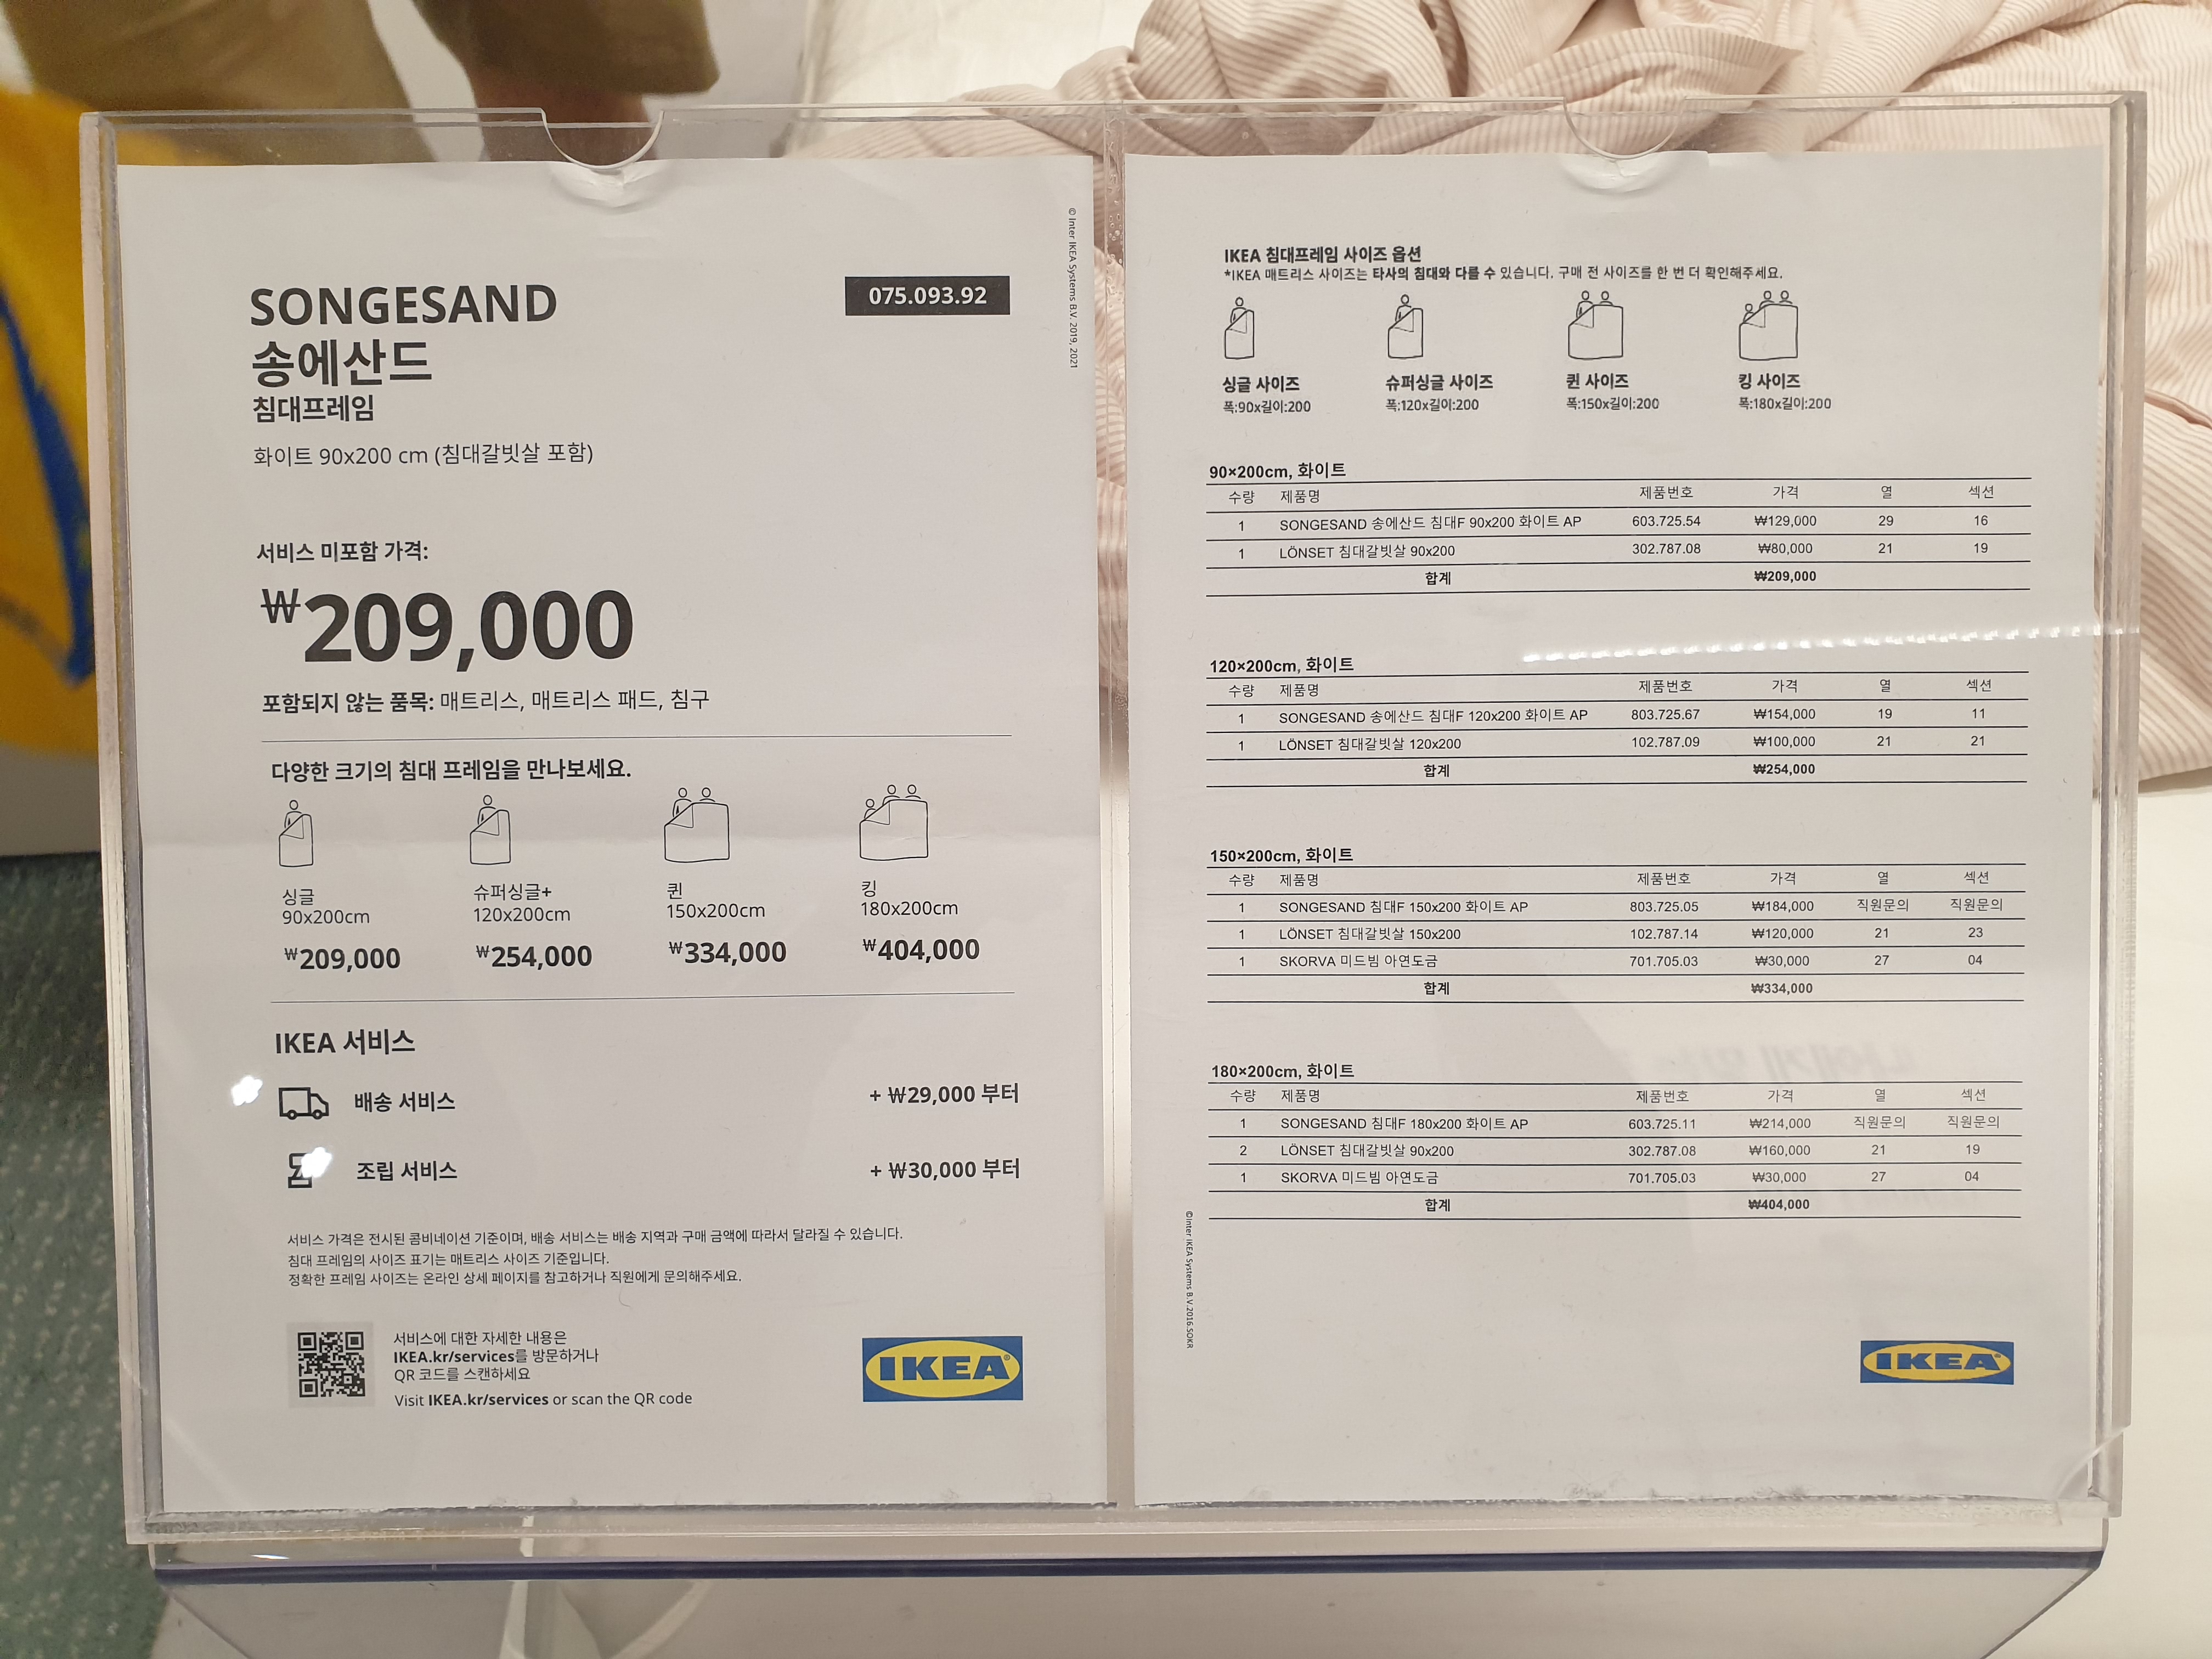 SONGESAND
송에산드
침대프레임
075.093.92
© Inter IKEA Systems B.V. 2019, 2021
화이트 90x200 cm (침대갈빗살 포함)
서비스 미포함 가격:
₩209,000
포함되지 않는 품목: 매트리스, 매트리스 패드, 침구
다양한 크기의 침대 프레임을 만나보세요.
싱글 슈퍼싱글+ 퀸 킹
90x200cm 120x200cm 150x200cm 180x200cm
₩209,000 ₩254,000 ₩334,000 ₩404,000
IKEA 서비스
배송 서비스 + ₩29,000 부터
조립 서비스 + ₩30,000 부터
서비스 가격은 전시된 콤비네이션 기준이며, 배송 서비스는 배송 지역과 구매 금액에 따라서 달라질 수 있습니다.
침대 프레임의 사이즈 표기는 매트리스 사이즈 기준입니다.
정확한 프레임 사이즈는 온라인 상세 페이지를 참고하거나 직원에게 문의해주세요.
서비스에 대한 자세한 내용은
IKEA.kr/services를 방문하거나
QR 코드를 스캔하세요
Visit IKEA.kr/services or scan the QR code
IKEA
IKEA 침대프레임 사이즈 옵션
*IKEA 매트리스 사이즈는 타사의 침대와 다를 수 있습니다. 구매 전 사이즈를 한 번 더 확인해주세요.
싱글 사이즈 슈퍼싱글 사이즈 퀸 사이즈 킹 사이즈
폭:90x길이:200 폭:120x길이:200 폭:150x길이:200 폭:180x길이:200
90×200cm, 화이트
수량 제품명 제품번호 가격 열 섹션
1 SONGESAND 송에산드 침대F 90x200 화이트 AP 603.725.54 ₩129,000 29 16
1 LÖNSET 침대갈빗살 90x200 302.787.08 ₩80,000 21 19
합계 ₩209,000
120×200cm, 화이트
수량 제품명 제품번호 가격 열 섹션
1 SONGESAND 송에산드 침대F 120x200 화이트 AP 803.725.67 ₩154,000 19 11
1 LÖNSET 침대갈빗살 120x200 102.787.09 ₩100,000 21 21
합계 ₩254,000
150×200cm, 화이트
수량 제품명 제품번호 가격 열 섹션
1 SONGESAND 침대F 150x200 화이트 AP 803.725.05 ₩184,000 직원문의 직원문의
1 LÖNSET 침대갈빗살 150x200 102.787.14 ₩120,000 21 23
1 SKORVA 미드빔 아연도금 701.705.03 ₩30,000 27 04
합계 ₩334,000
180×200cm, 화이트
수량 제품명 제품번호 가격 열 섹션
1 SONGESAND 침대F 180x200 화이트 AP 603.725.11 ₩214,000 직원문의 직원문의
2 LÖNSET 침대갈빗살 90x200 302.787.08 ₩160,000 21 19
1 SKORVA 미드빔 아연도금 701.705.03 ₩30,000 27 04
합계 ₩404,000
©Inter IKEA Systems B.V.2016.SOKR
IKEA